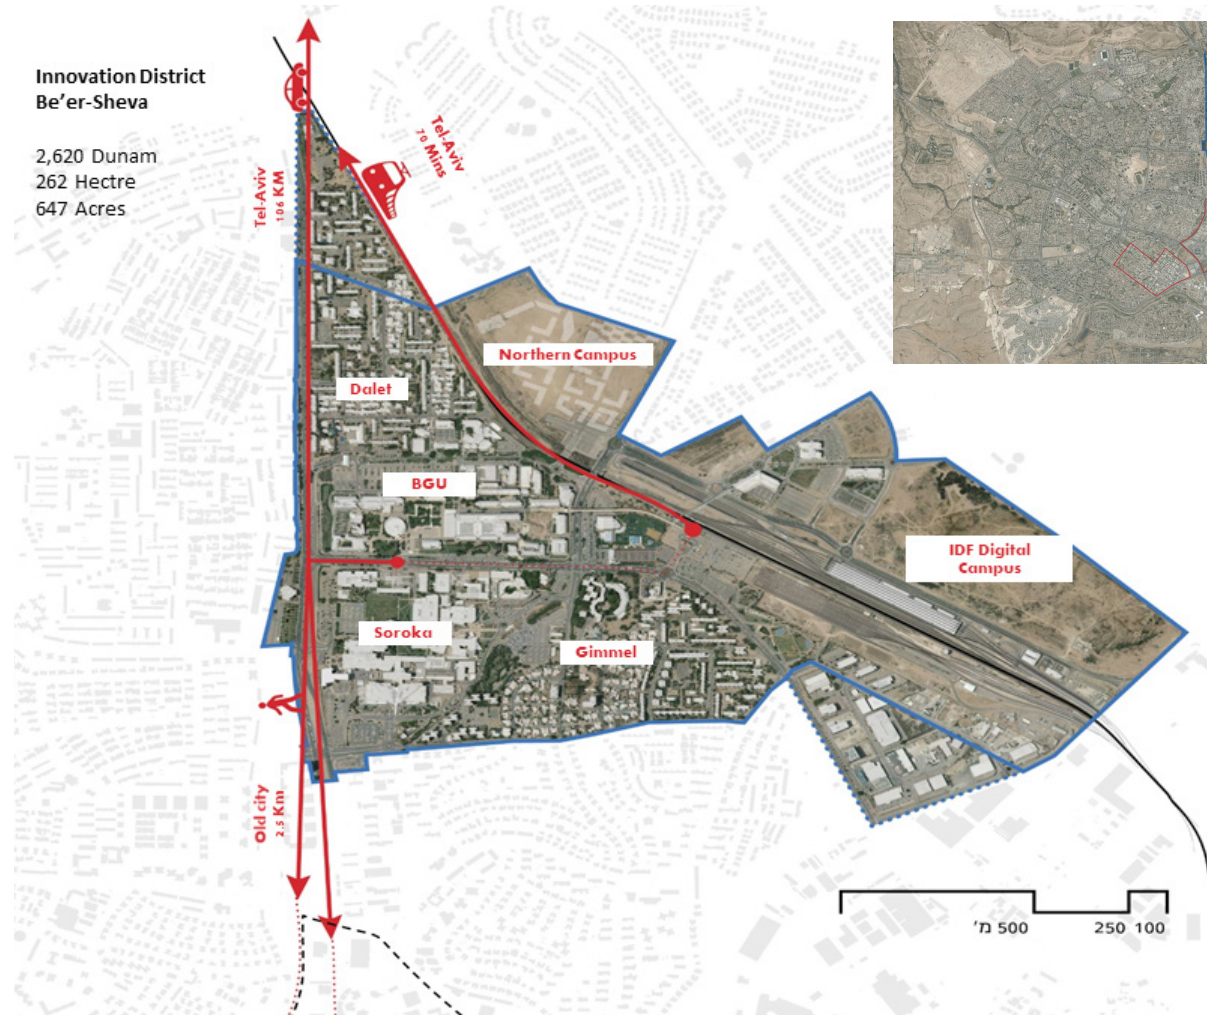 Innovation District
Be’er-Sheva
2,620 Dunam
262 Hectre
647 Acres
Tel-Aviv
106 KM
Tel-Aviv
70 Mins
Northern Campus
Dalet
BGU
IDF Digital
Campus
Soroka
Gimmel
Old city
2.5 Km
500 מ'
250
100